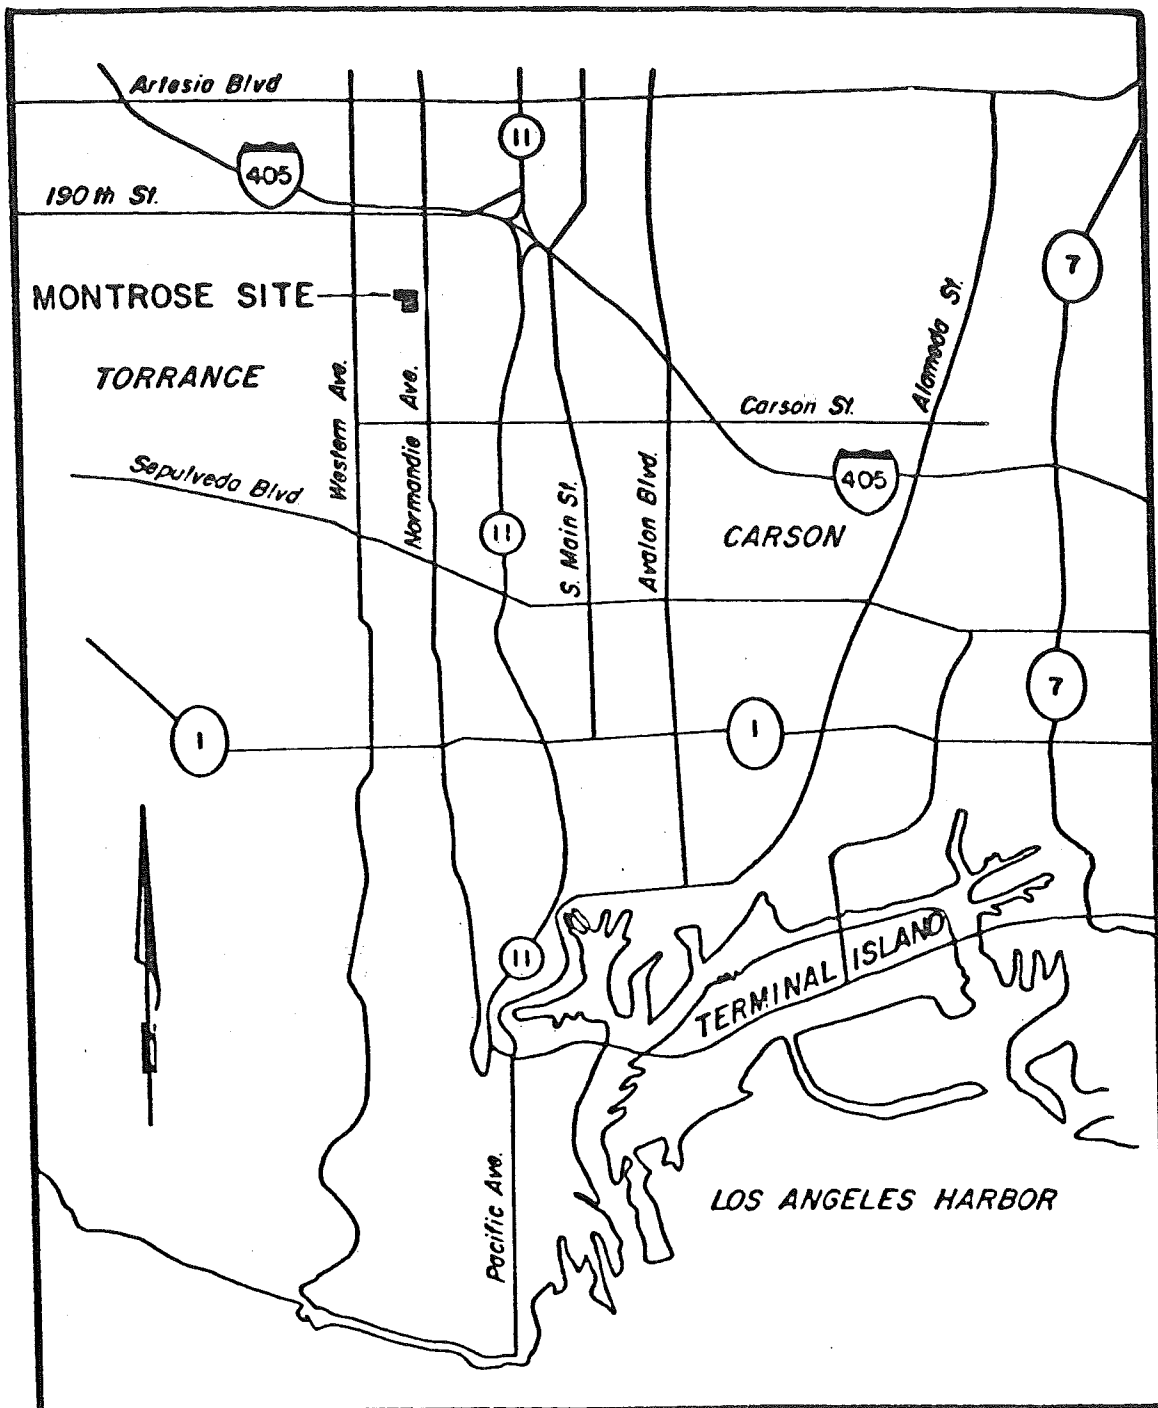 Artesia Blvd
11
405
190th St.
7
MONTROSE SITE
Alameda St.
TORRANCE
Western Ave.
Normandie Ave.
Carson St.
Sepulveda Blvd
405
11
S. Main St.
Avalon Blvd.
CARSON
7
1
1
11
TERMINAL ISLAND
Pacific Ave.
LOS ANGELES HARBOR